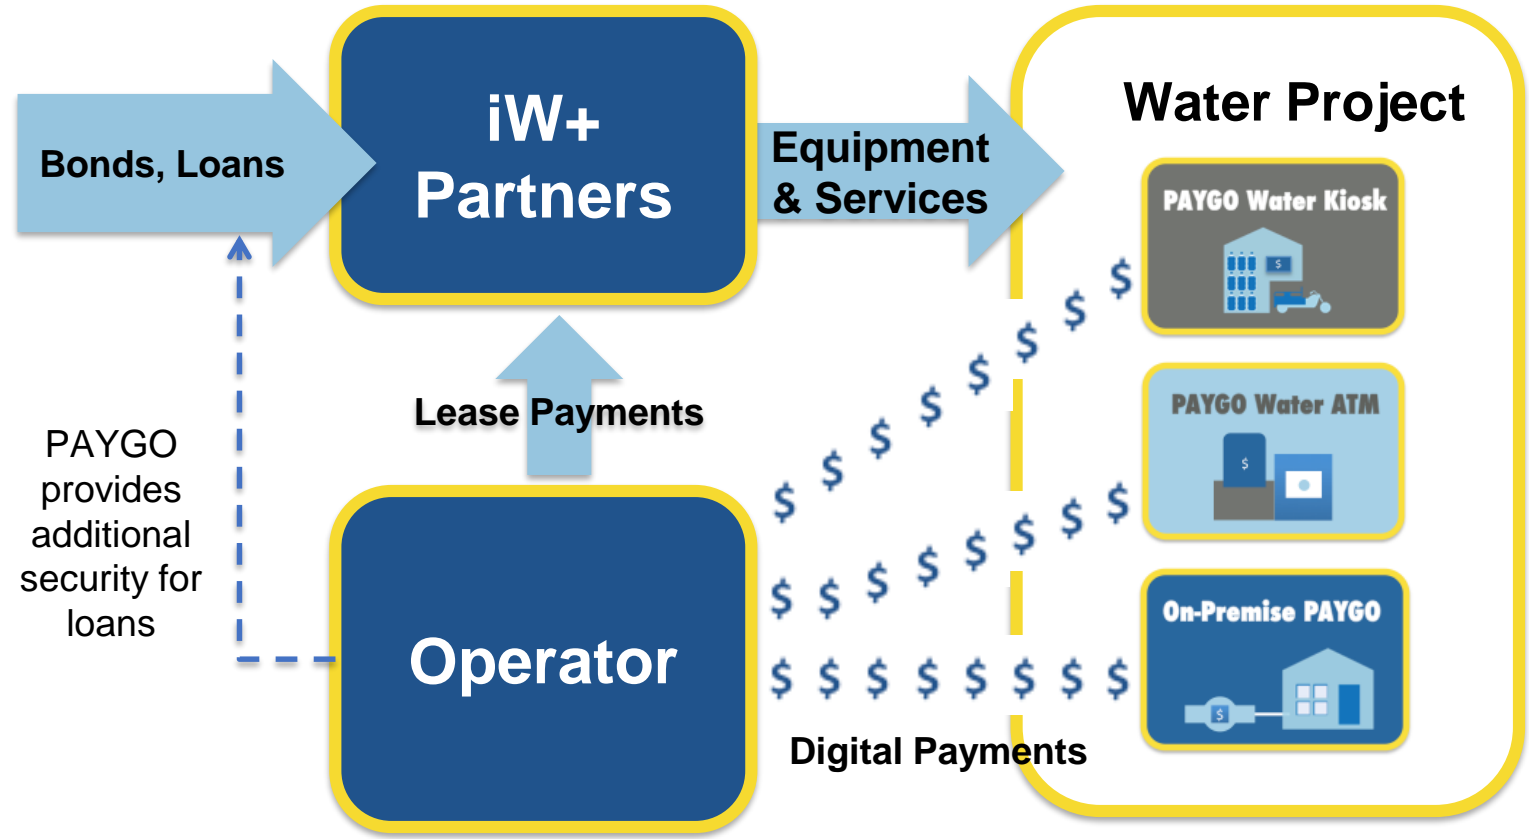 Bonds, Loans
iW+
Partners
Equipment
& Services
Water Project
PAYGO Water Kiosk
$
PAYGO Water ATM
$
On-Premise PAYGO
$
Lease Payments
PAYGO
provides
additional
security for
loans
Operator
$ $ $ $ $ $ $ $
$ $ $ $ $ $ $ $
$ $ $ $ $ $ $ $
Digital Payments